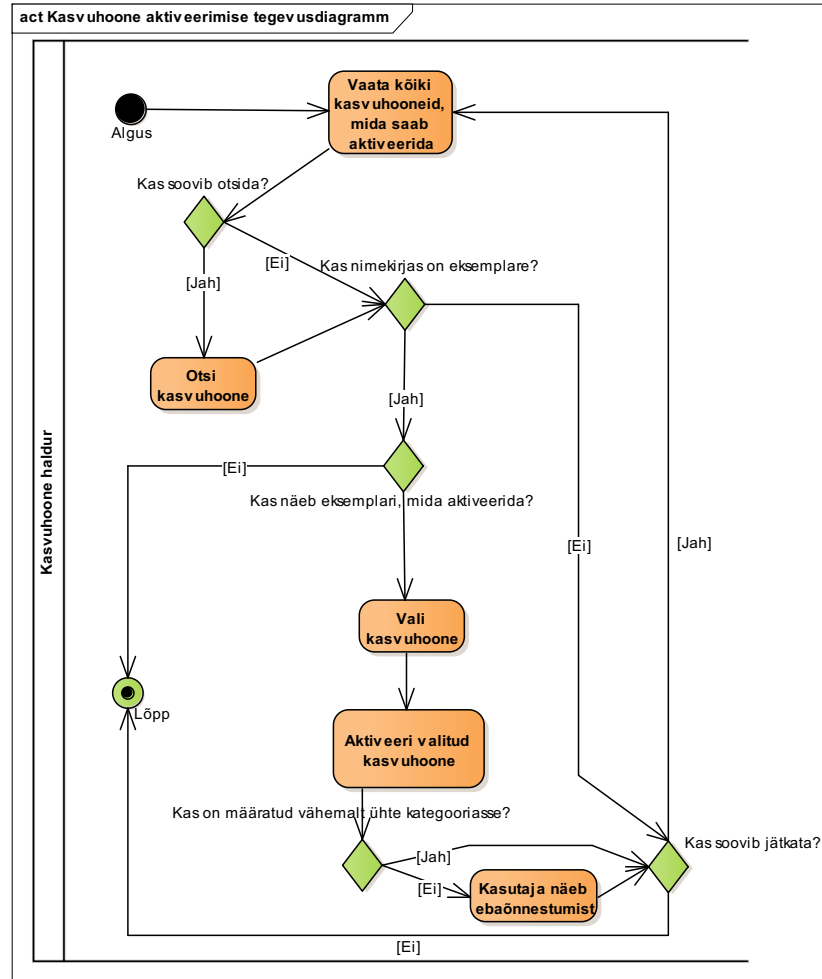 act Kasvuhoone aktiveerimise tegevusdiagramm
Kasvuhoone haldur
Algus
Vaata kõiki
kasvuhooneid,
mida saab
aktiveerida
Kas soovib otsida?
[Ei]
Kas nimekirjas on eksemplare?
[Jah]
Otsi
kasvuhoone
[Jah]
[Ei]
Kas näeb eksemplari, mida aktiveerida?
[Ei]
[Jah]
Vali
kasvuhoone
Lõpp
Aktiveeri valitud
kasvuhoone
Kas on määratud vähemalt ühte kategooriasse?
Kas soovib jätkata?
[Jah]
[Ei]
Kasutaja näeb
ebaõnnestumist
[Ei]